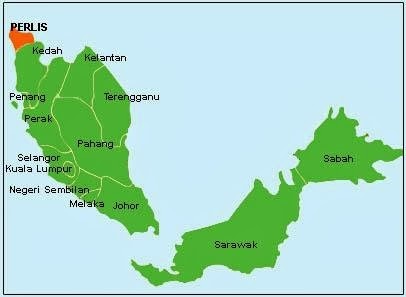 PERLIS
Kedah
Kelantan
Penang
Terengganu
Perak
Pahang
Selangor
Kuala Lumpur
Negeri Sembilan
Melaka
Johor
Sabah
Sarawak